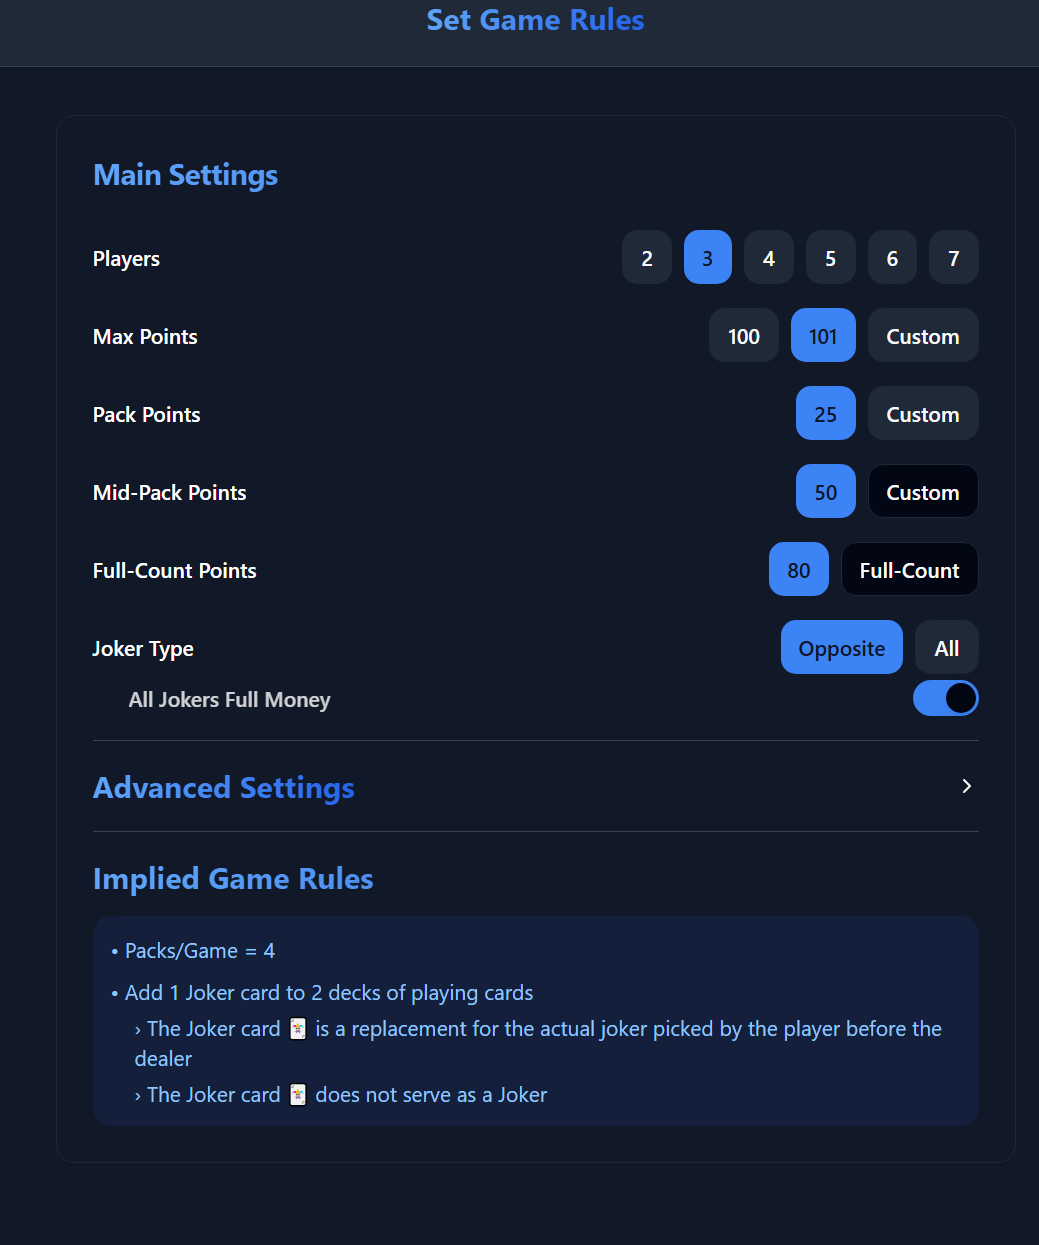 Set Game Rules
Main Settings
Players 2 3 4 5 6 7
Max Points 100 101 Custom
Pack Points 25 Custom
Mid-Pack Points 50 Custom
Full-Count Points 80 Full-Count
Joker Type Opposite All
All Jokers Full Money
Advanced Settings
Implied Game Rules
• Packs/Game = 4
• Add 1 Joker card to 2 decks of playing cards
› The Joker card 🃏 is a replacement for the actual joker picked by the player before the
dealer
› The Joker card 🃏 does not serve as a Joker